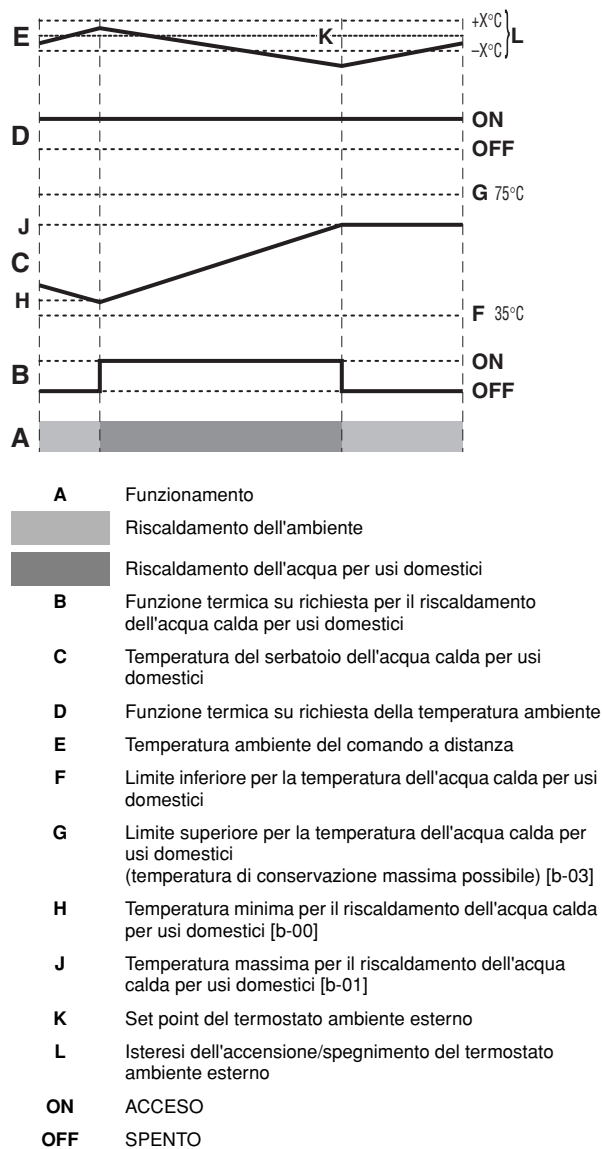 E K +X°C L
–X°C
D ON
OFF
G 75°C
J
C
H
F 35°C
B ON
OFF
A
A Funzionamento
Riscaldamento dell'ambiente
Riscaldamento dell'acqua per usi domestici
B Funzione termica su richiesta per il riscaldamento
dell'acqua calda per usi domestici
C Temperatura del serbatoio dell'acqua calda per usi
domestici
D Funzione termica su richiesta della temperatura ambiente
E Temperatura ambiente del comando a distanza
F Limite inferiore per la temperatura dell'acqua calda per usi
domestici
G Limite superiore per la temperatura dell'acqua calda per
usi domestici
(temperatura di conservazione massima possibile) [b-03]
H Temperatura minima per il riscaldamento dell'acqua calda
per usi domestici [b-00]
J Temperatura massima per il riscaldamento dell'acqua
calda per usi domestici [b-01]
K Set point del termostato ambiente esterno
L Isteresi dell'accensione/spegnimento del termostato
ambiente esterno
ON ACCESO
OFF SPENTO